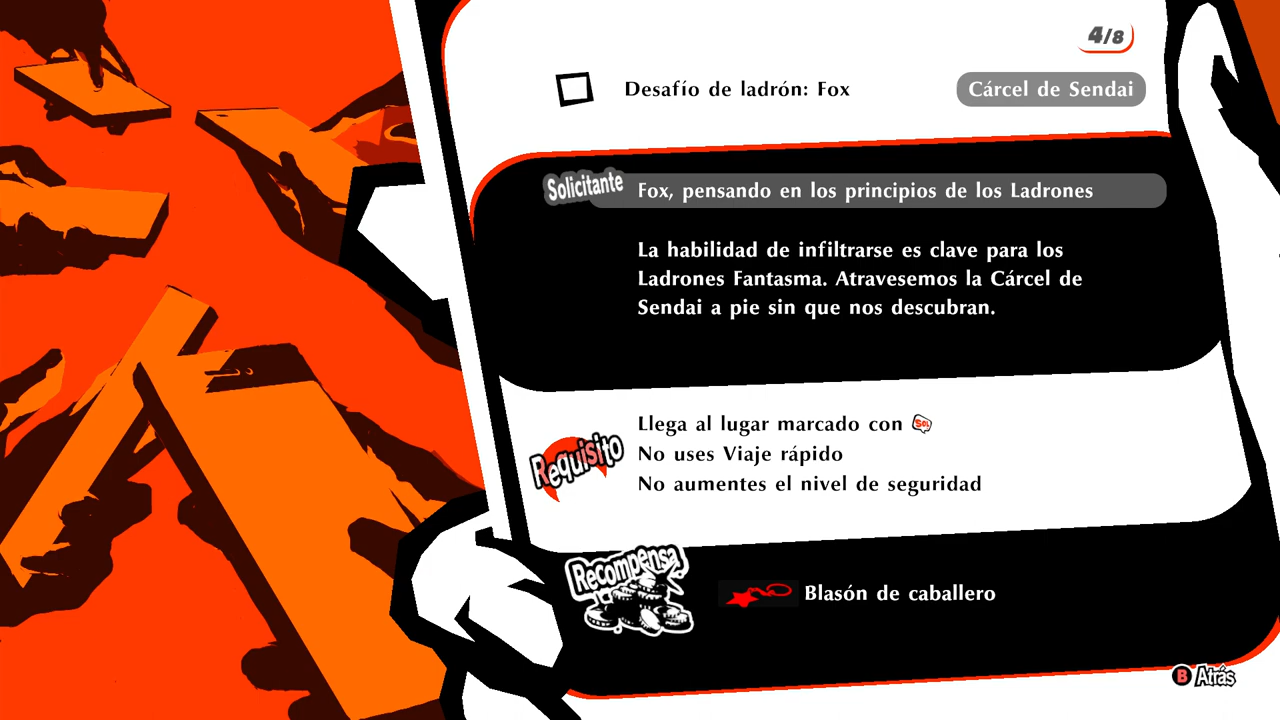 4/8
Desafío de ladrón: Fox
Cárcel de Sendai
Solicitante
Fox, pensando en los principios de los Ladrones
La habilidad de infiltrarse es clave para los
Ladrones Fantasma. Atravesemos la Cárcel de
Sendai a pie sin que nos descubran.
Requisito
Llega al lugar marcado con SOL
No uses Viaje rápido
No aumentes el nivel de seguridad
Recompensa
Blasón de caballero
B Atrás